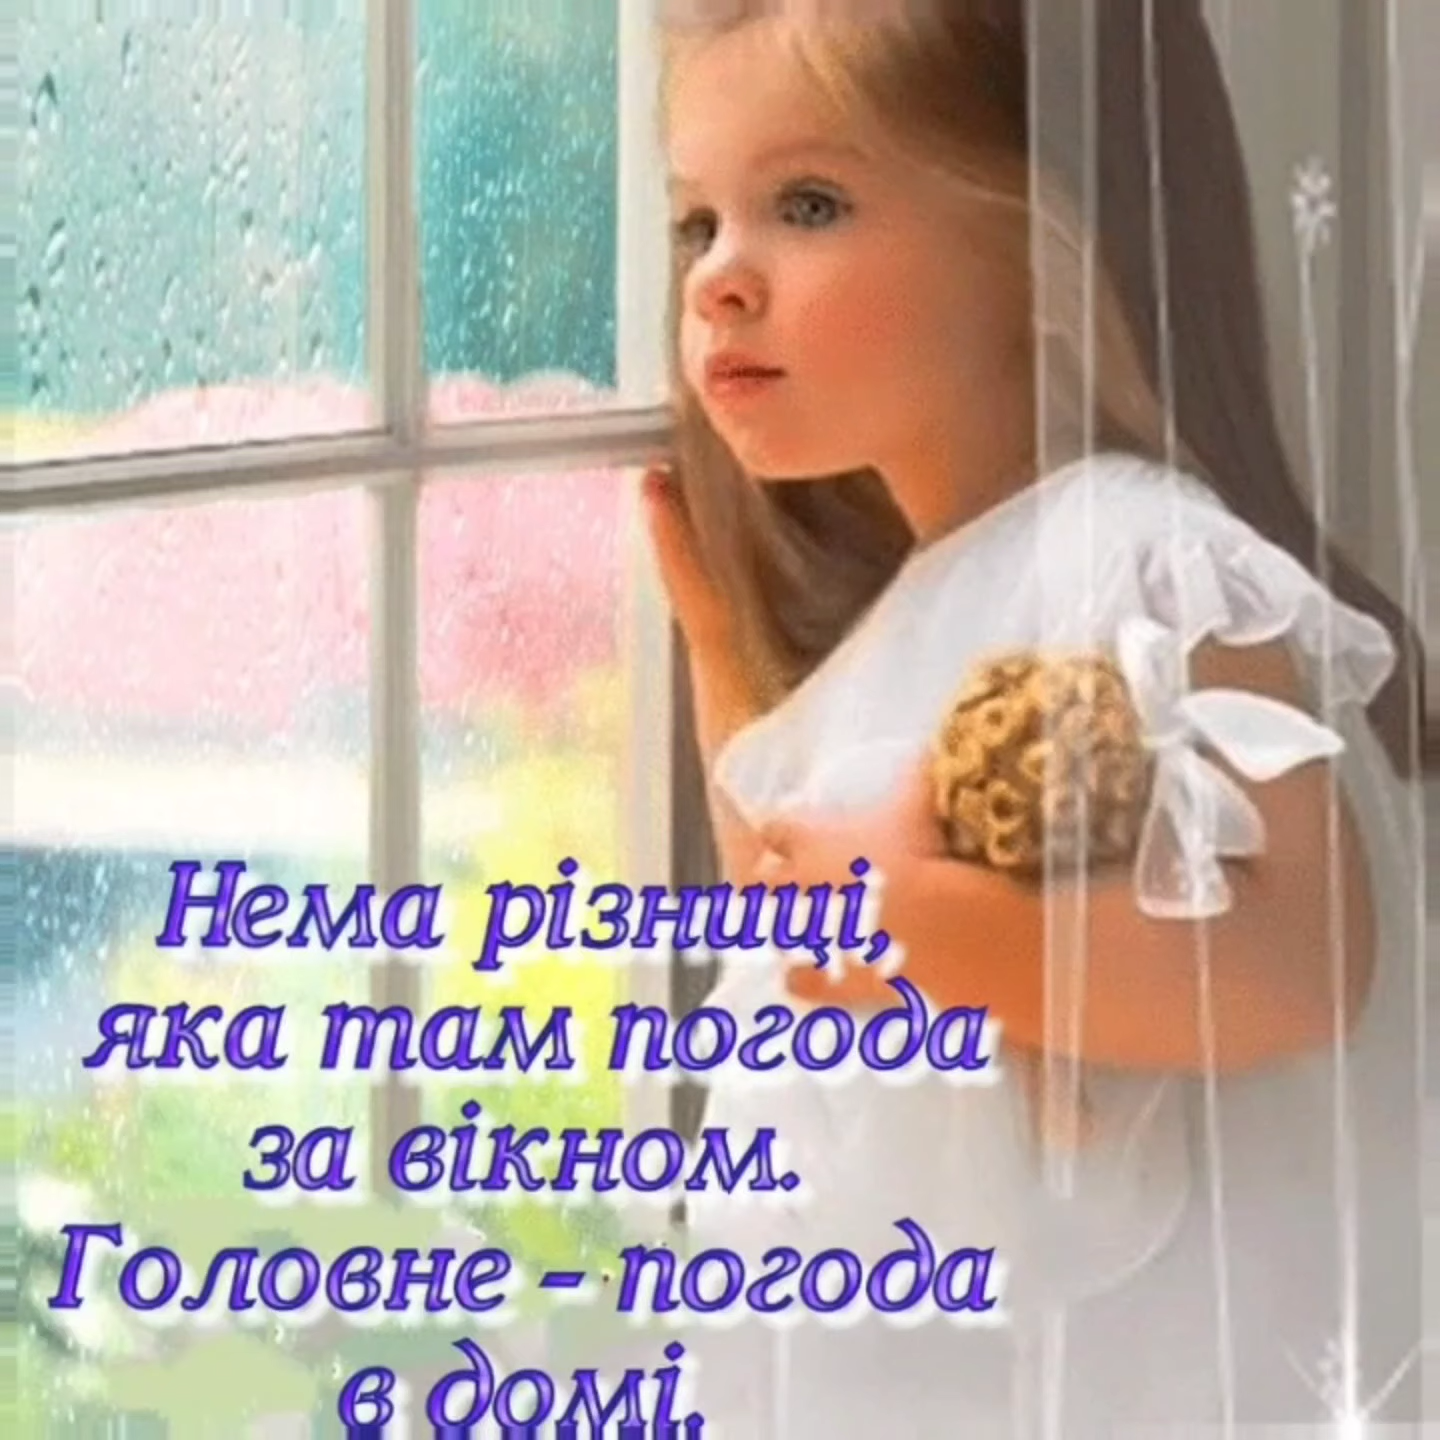 Нема різниці,
яка там погода
за вікном.
Головне - погода
в домі.